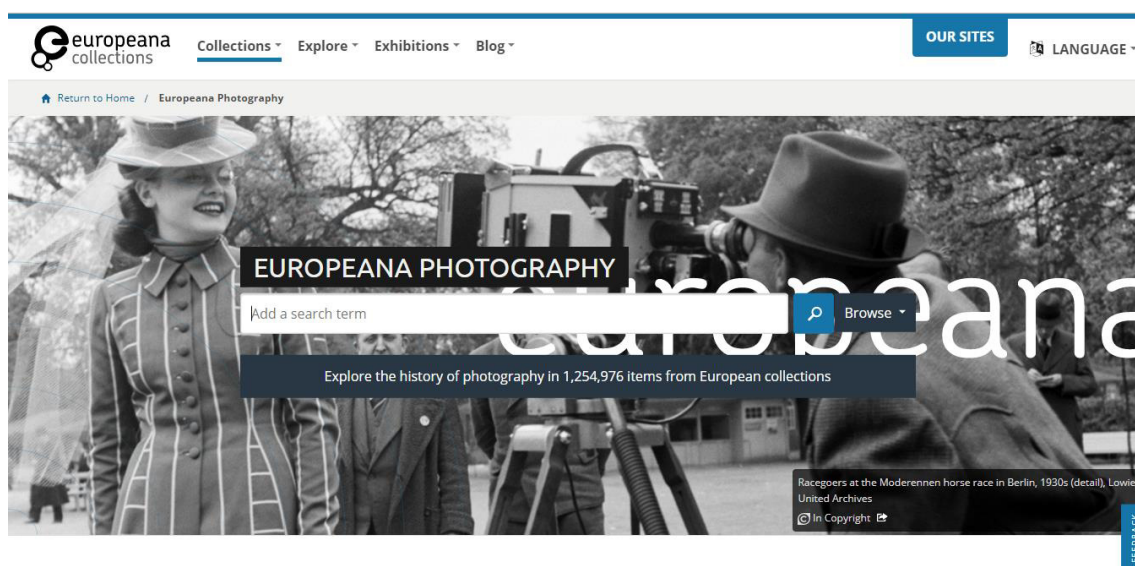 europeana
collections
Collections
Explore
Exhibitions
Blog
OUR SITES
LANGUAGE
Return to Home / Europeana Photography
EUROPEANA PHOTOGRAPHY
europeana
Add a search term
Browse
Explore the history of photography in 1,254,976 items from European collections
Racegoers at the Moderennen horse race in Berlin, 1930s (detail), Lowie
United Archives
In Copyright
FEEDBACK